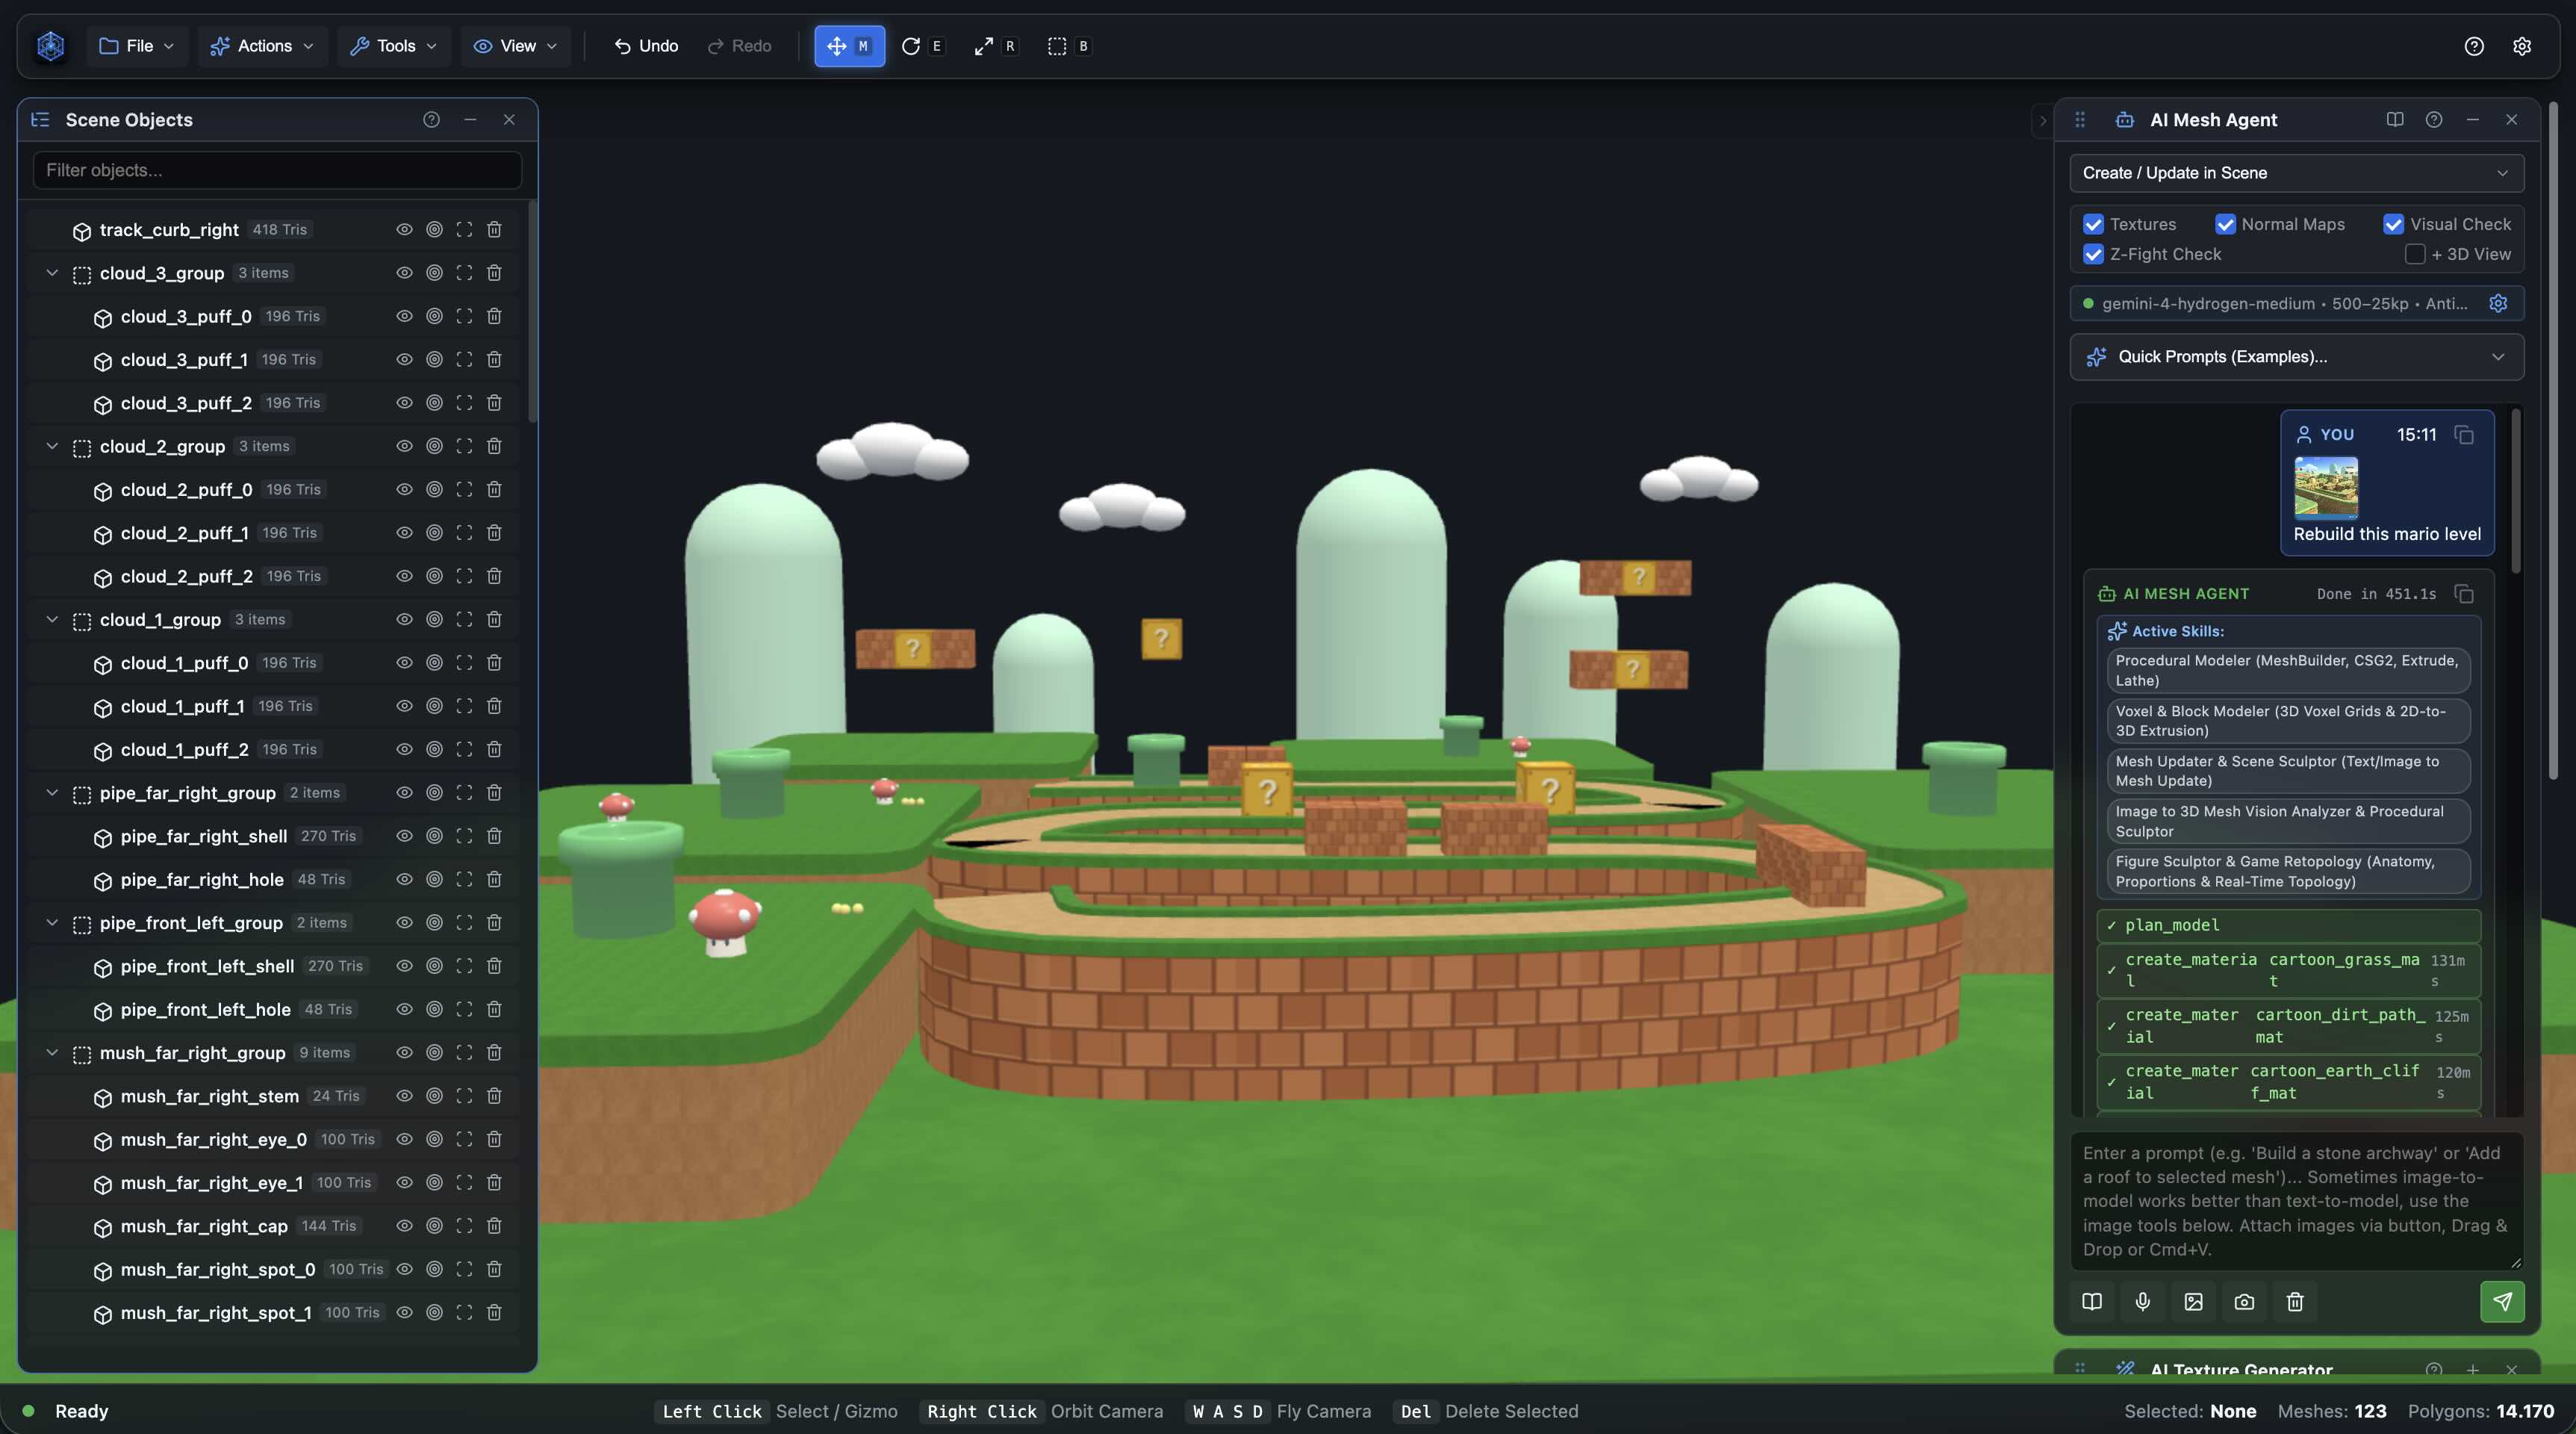 File
Actions
Tools
View
Undo
Redo
M
E
R
B
Scene Objects
Filter objects...
track_curb_right 418 Tris
cloud_3_group 3 items
cloud_3_puff_0 196 Tris
cloud_3_puff_1 196 Tris
cloud_3_puff_2 196 Tris
cloud_2_group 3 items
cloud_2_puff_0 196 Tris
cloud_2_puff_1 196 Tris
cloud_2_puff_2 196 Tris
cloud_1_group 3 items
cloud_1_puff_0 196 Tris
cloud_1_puff_1 196 Tris
cloud_1_puff_2 196 Tris
pipe_far_right_group 2 items
pipe_far_right_shell 270 Tris
pipe_far_right_hole 48 Tris
pipe_front_left_group 2 items
pipe_front_left_shell 270 Tris
pipe_front_left_hole 48 Tris
mush_far_right_group 9 items
mush_far_right_stem 24 Tris
mush_far_right_eye_0 100 Tris
mush_far_right_eye_1 100 Tris
mush_far_right_cap 144 Tris
mush_far_right_spot_0 100 Tris
mush_far_right_spot_1 100 Tris
?
?
?
?
?
?
AI Mesh Agent
Create / Update in Scene
Textures
Normal Maps
Visual Check
Z-Fight Check
+ 3D View
gemini-4-hydrogen-medium • 500–25kp • Anti...
Quick Prompts (Examples)...
YOU 15:11
Rebuild this mario level
AI MESH AGENT Done in 451.1s
Active Skills:
Procedural Modeler (MeshBuilder, CSG2, Extrude,
Lathe)
Voxel & Block Modeler (3D Voxel Grids & 2D-to-
3D Extrusion)
Mesh Updater & Scene Sculptor (Text/Image to
Mesh Update)
Image to 3D Mesh Vision Analyzer & Procedural
Sculptor
Figure Sculptor & Game Retopology (Anatomy,
Proportions & Real-Time Topology)
✓ plan_model
✓ create_materia cartoon_grass_ma 131m
l t s
✓ create_mater cartoon_dirt_path_ 125m
ial mat s
✓ create_mater cartoon_earth_clif 120m
ial f_mat s
Enter a prompt (e.g. 'Build a stone archway' or 'Add
a roof to selected mesh')... Sometimes image-to-
model works better than text-to-model, use the
image tools below. Attach images via button, Drag &
Drop or Cmd+V.
AI Texture Generator
Ready
Left Click Select / Gizmo
Right Click Orbit Camera
W A S D Fly Camera
Del Delete Selected
Selected: None
Meshes: 123
Polygons: 14.170